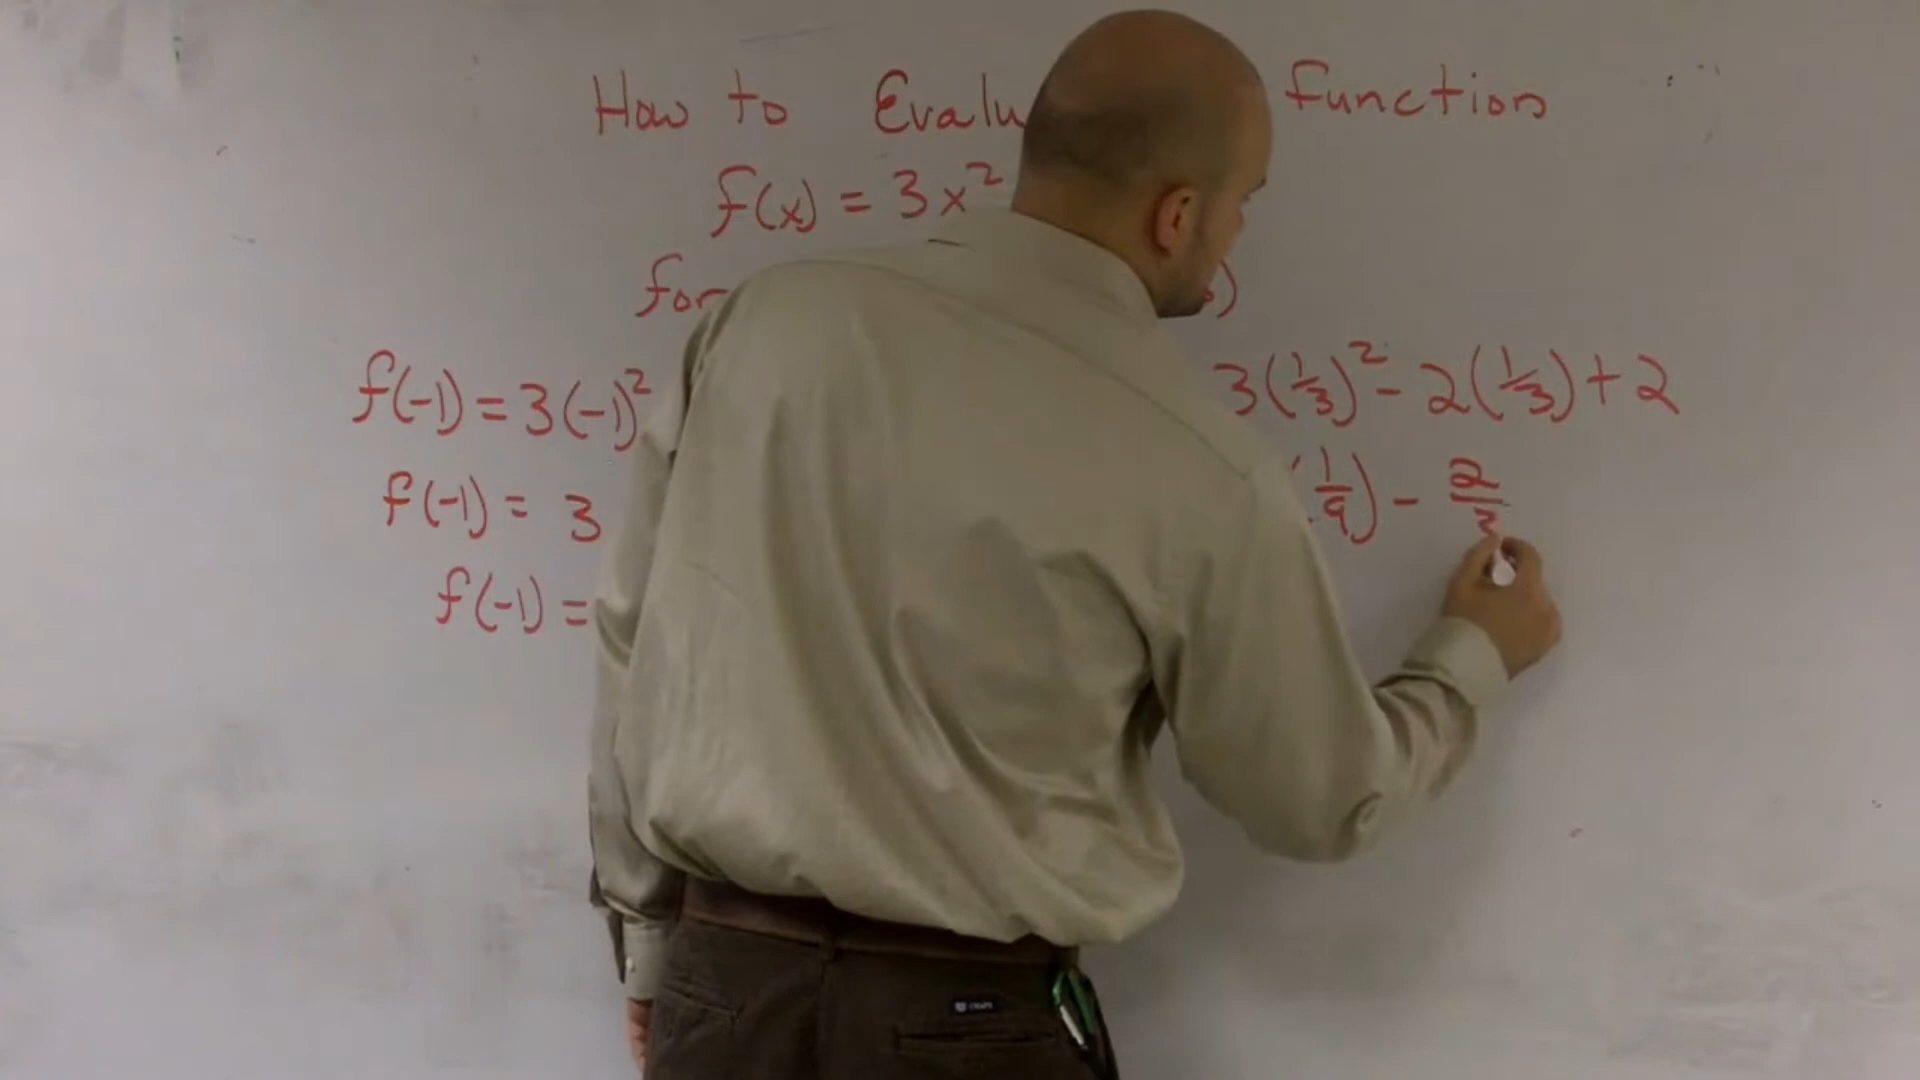 How to Evalu function
f(x) = 3x²
for )
f(-1) = 3(-1)² 3(1/3)² - 2(1/3) + 2
f(-1) = 3 (1/9) - 2/3
f(-1) =